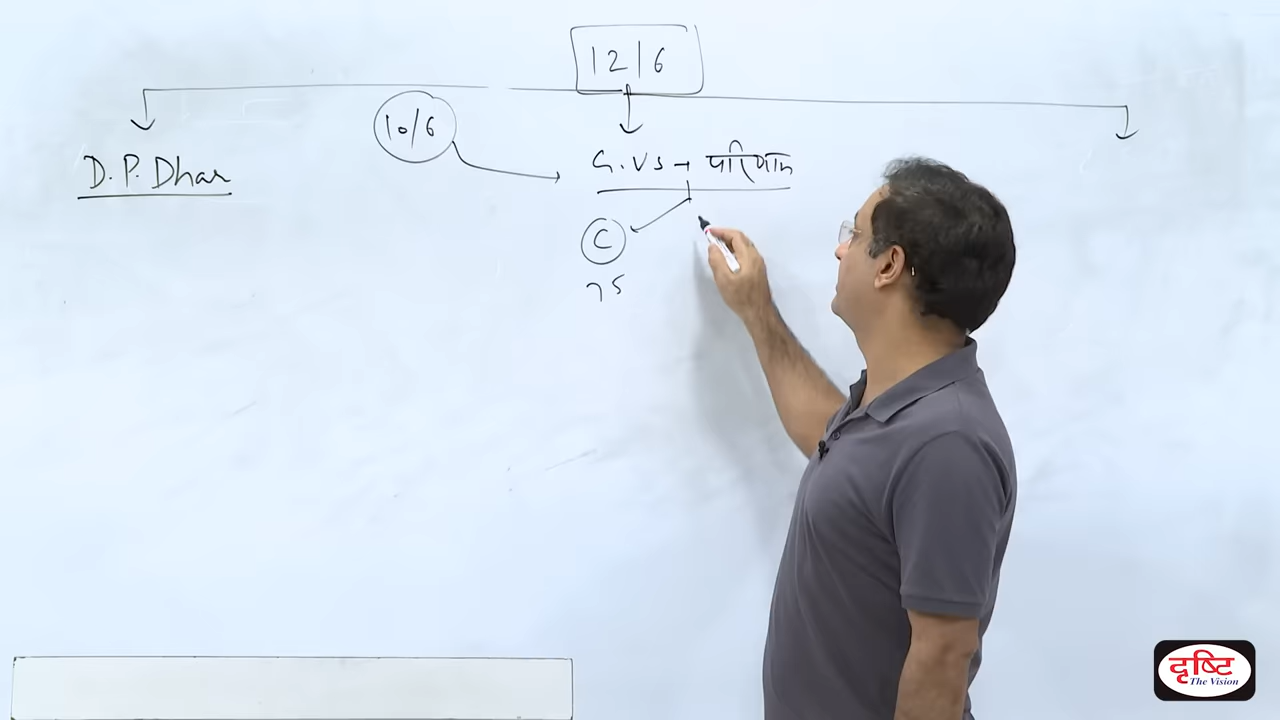 12/6
10/6
D. P. Dhar
G. VS → परिणाम
C
75
दृष्टि
The Vision